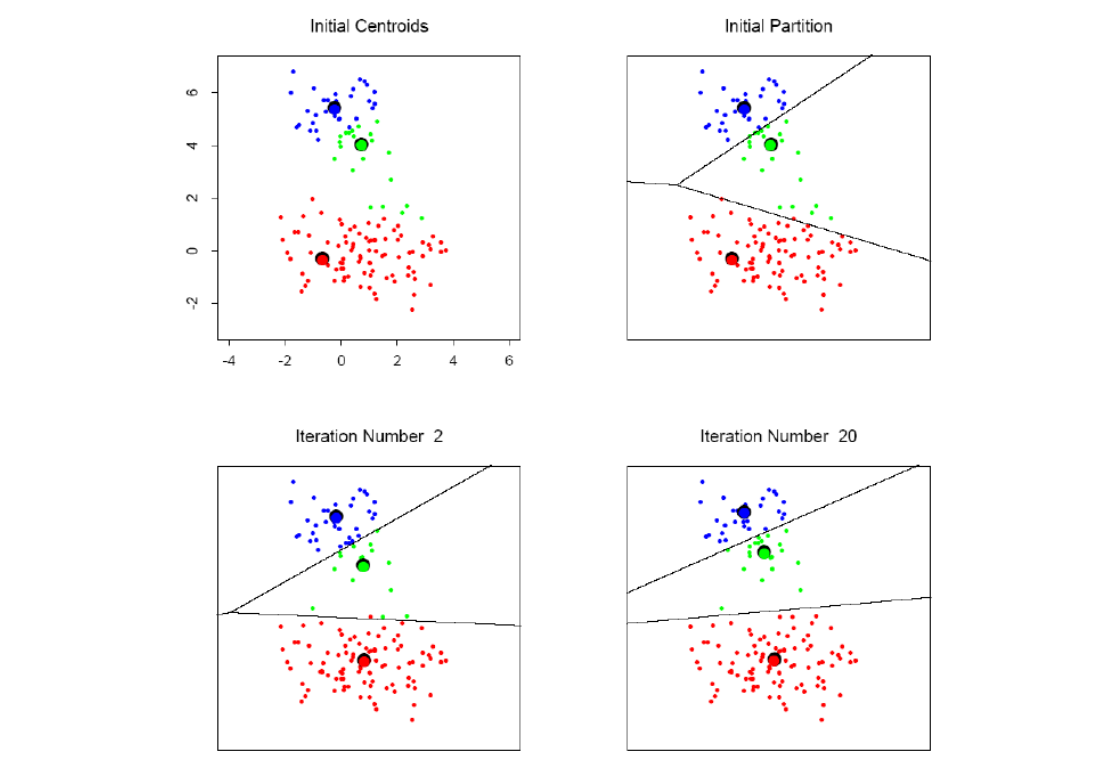 Initial Centroids
Initial Partition
6
4
2
0
-2
-4 -2 0 2 4 6
Iteration Number 2
Iteration Number 20